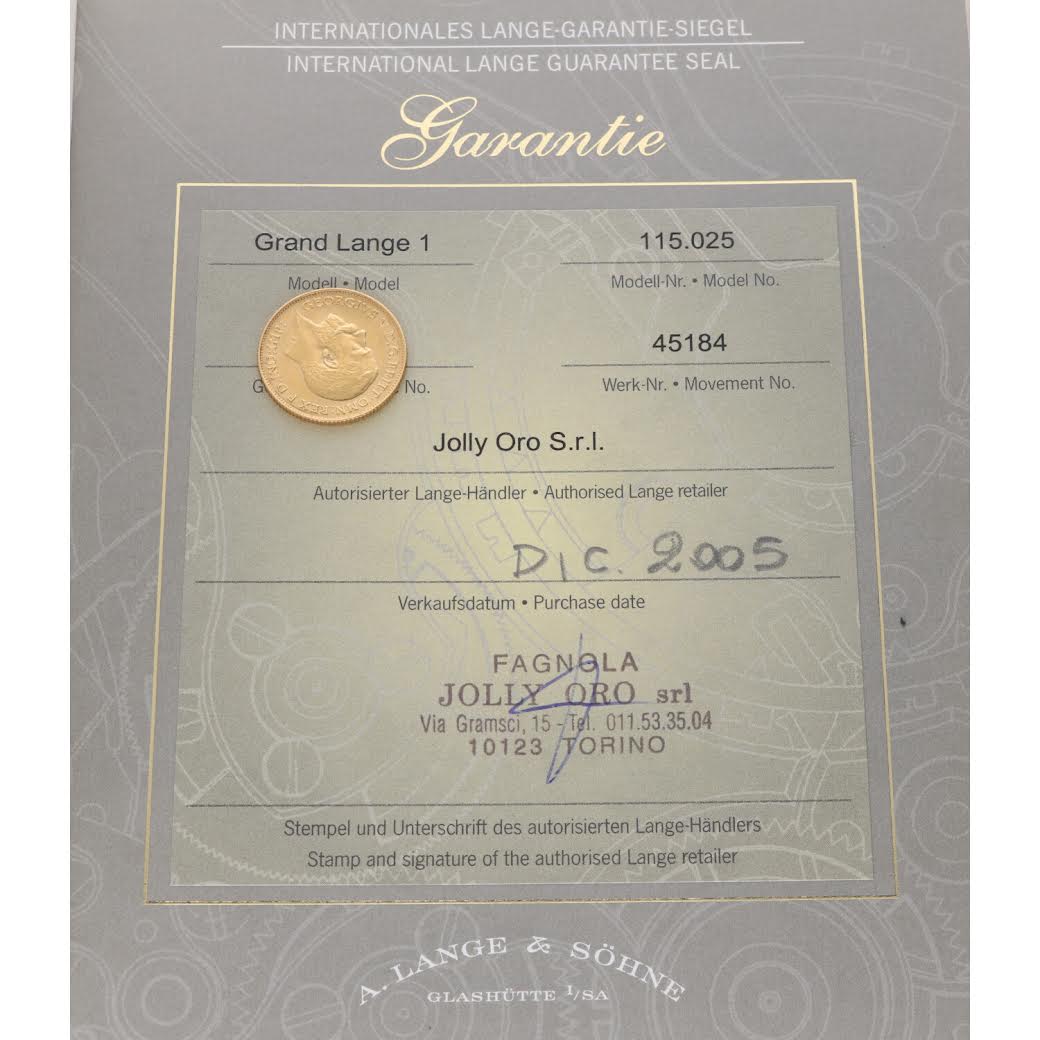 INTERNATIONALES LANGE-GARANTIE-SIEGEL
INTERNATIONAL LANGE GUARANTEE SEAL
Garantie
Grand Lange 1 115.025
Modell • Model Modell-Nr. • Model No.
GEORGIVS V
45184
G No. Werk-Nr. • Movement No.
Jolly Oro S.r.l.
Autorisierter Lange-Händler • Authorised Lange retailer
DIC. 2005
Verkaufsdatum • Purchase date
FAGNOLA
JOLLY ORO srl
Via Gramsci, 15 - Tel. 011.53.35.04
10123 TORINO
Stempel und Unterschrift des autorisierten Lange-Händlers
Stamp and signature of the authorised Lange retailer
A. LANGE & SÖHNE
GLASHÜTTE I/SA